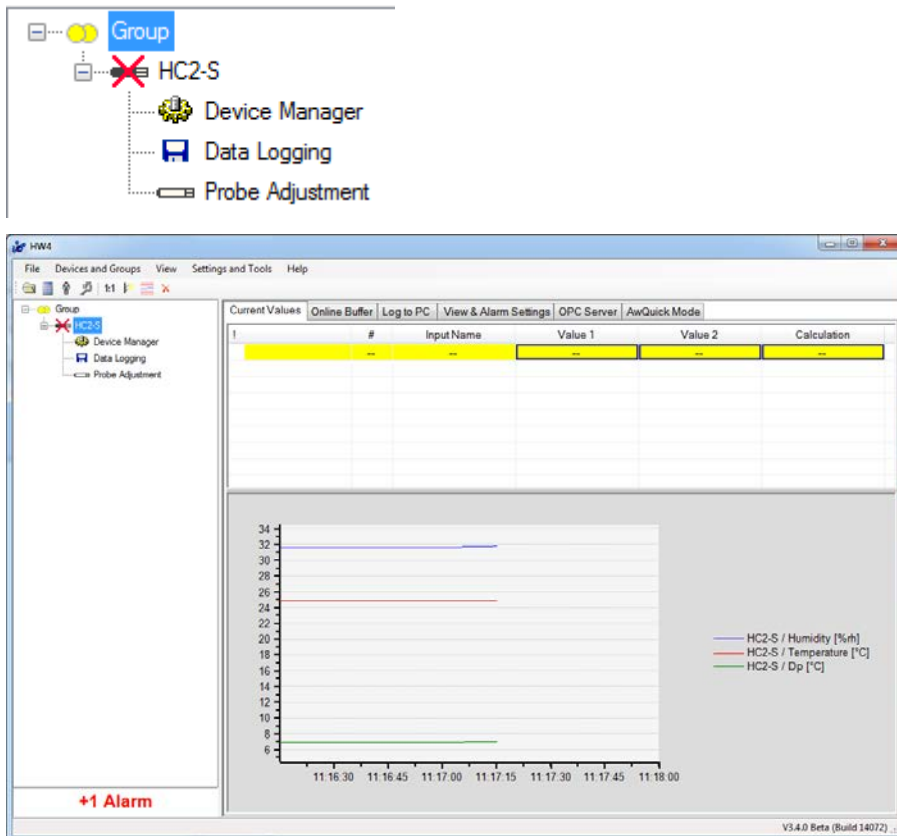 Group
HC2-S
Device Manager
Data Logging
Probe Adjustment
HW4
File Devices and Groups View Settings and Tools Help
1:1
Group
HC2-S
Device Manager
Data Logging
Probe Adjustment
Current Values Online Buffer Log to PC View & Alarm Settings OPC Server AwQuick Mode
! # Input Name Value 1 Value 2 Calculation
-- -- -- -- --
34
32
30
28
26
24
22
20
18
16
14
12
10
8
6
11:16:30 11:16:45 11:17:00 11:17:15 11:17:30 11:17:45 11:18:00
HC2-S / Humidity [%rh]
HC2-S / Temperature [°C]
HC2-S / Dp [°C]
+1 Alarm
V3.4.0 Beta (Build 14072)